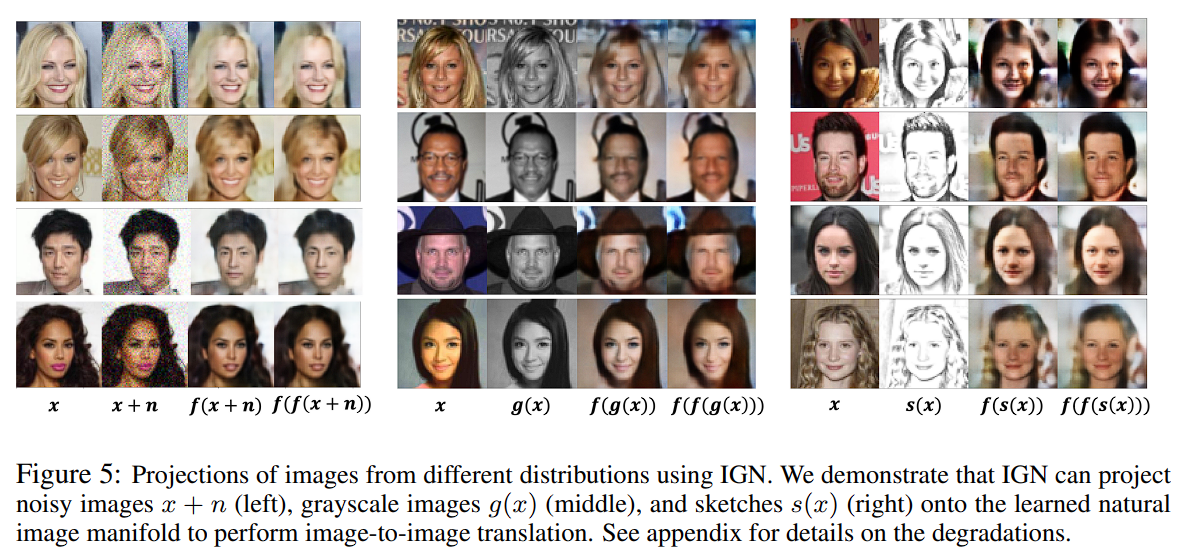 x x + n f(x + n) f(f(x + n)) x g(x) f(g(x)) f(f(g(x))) x s(x) f(s(x)) f(f(s(x)))
Figure 5: Projections of images from different distributions using IGN. We demonstrate that IGN can project
noisy images x + n (left), grayscale images g(x) (middle), and sketches s(x) (right) onto the learned natural
image manifold to perform image-to-image translation. See appendix for details on the degradations.